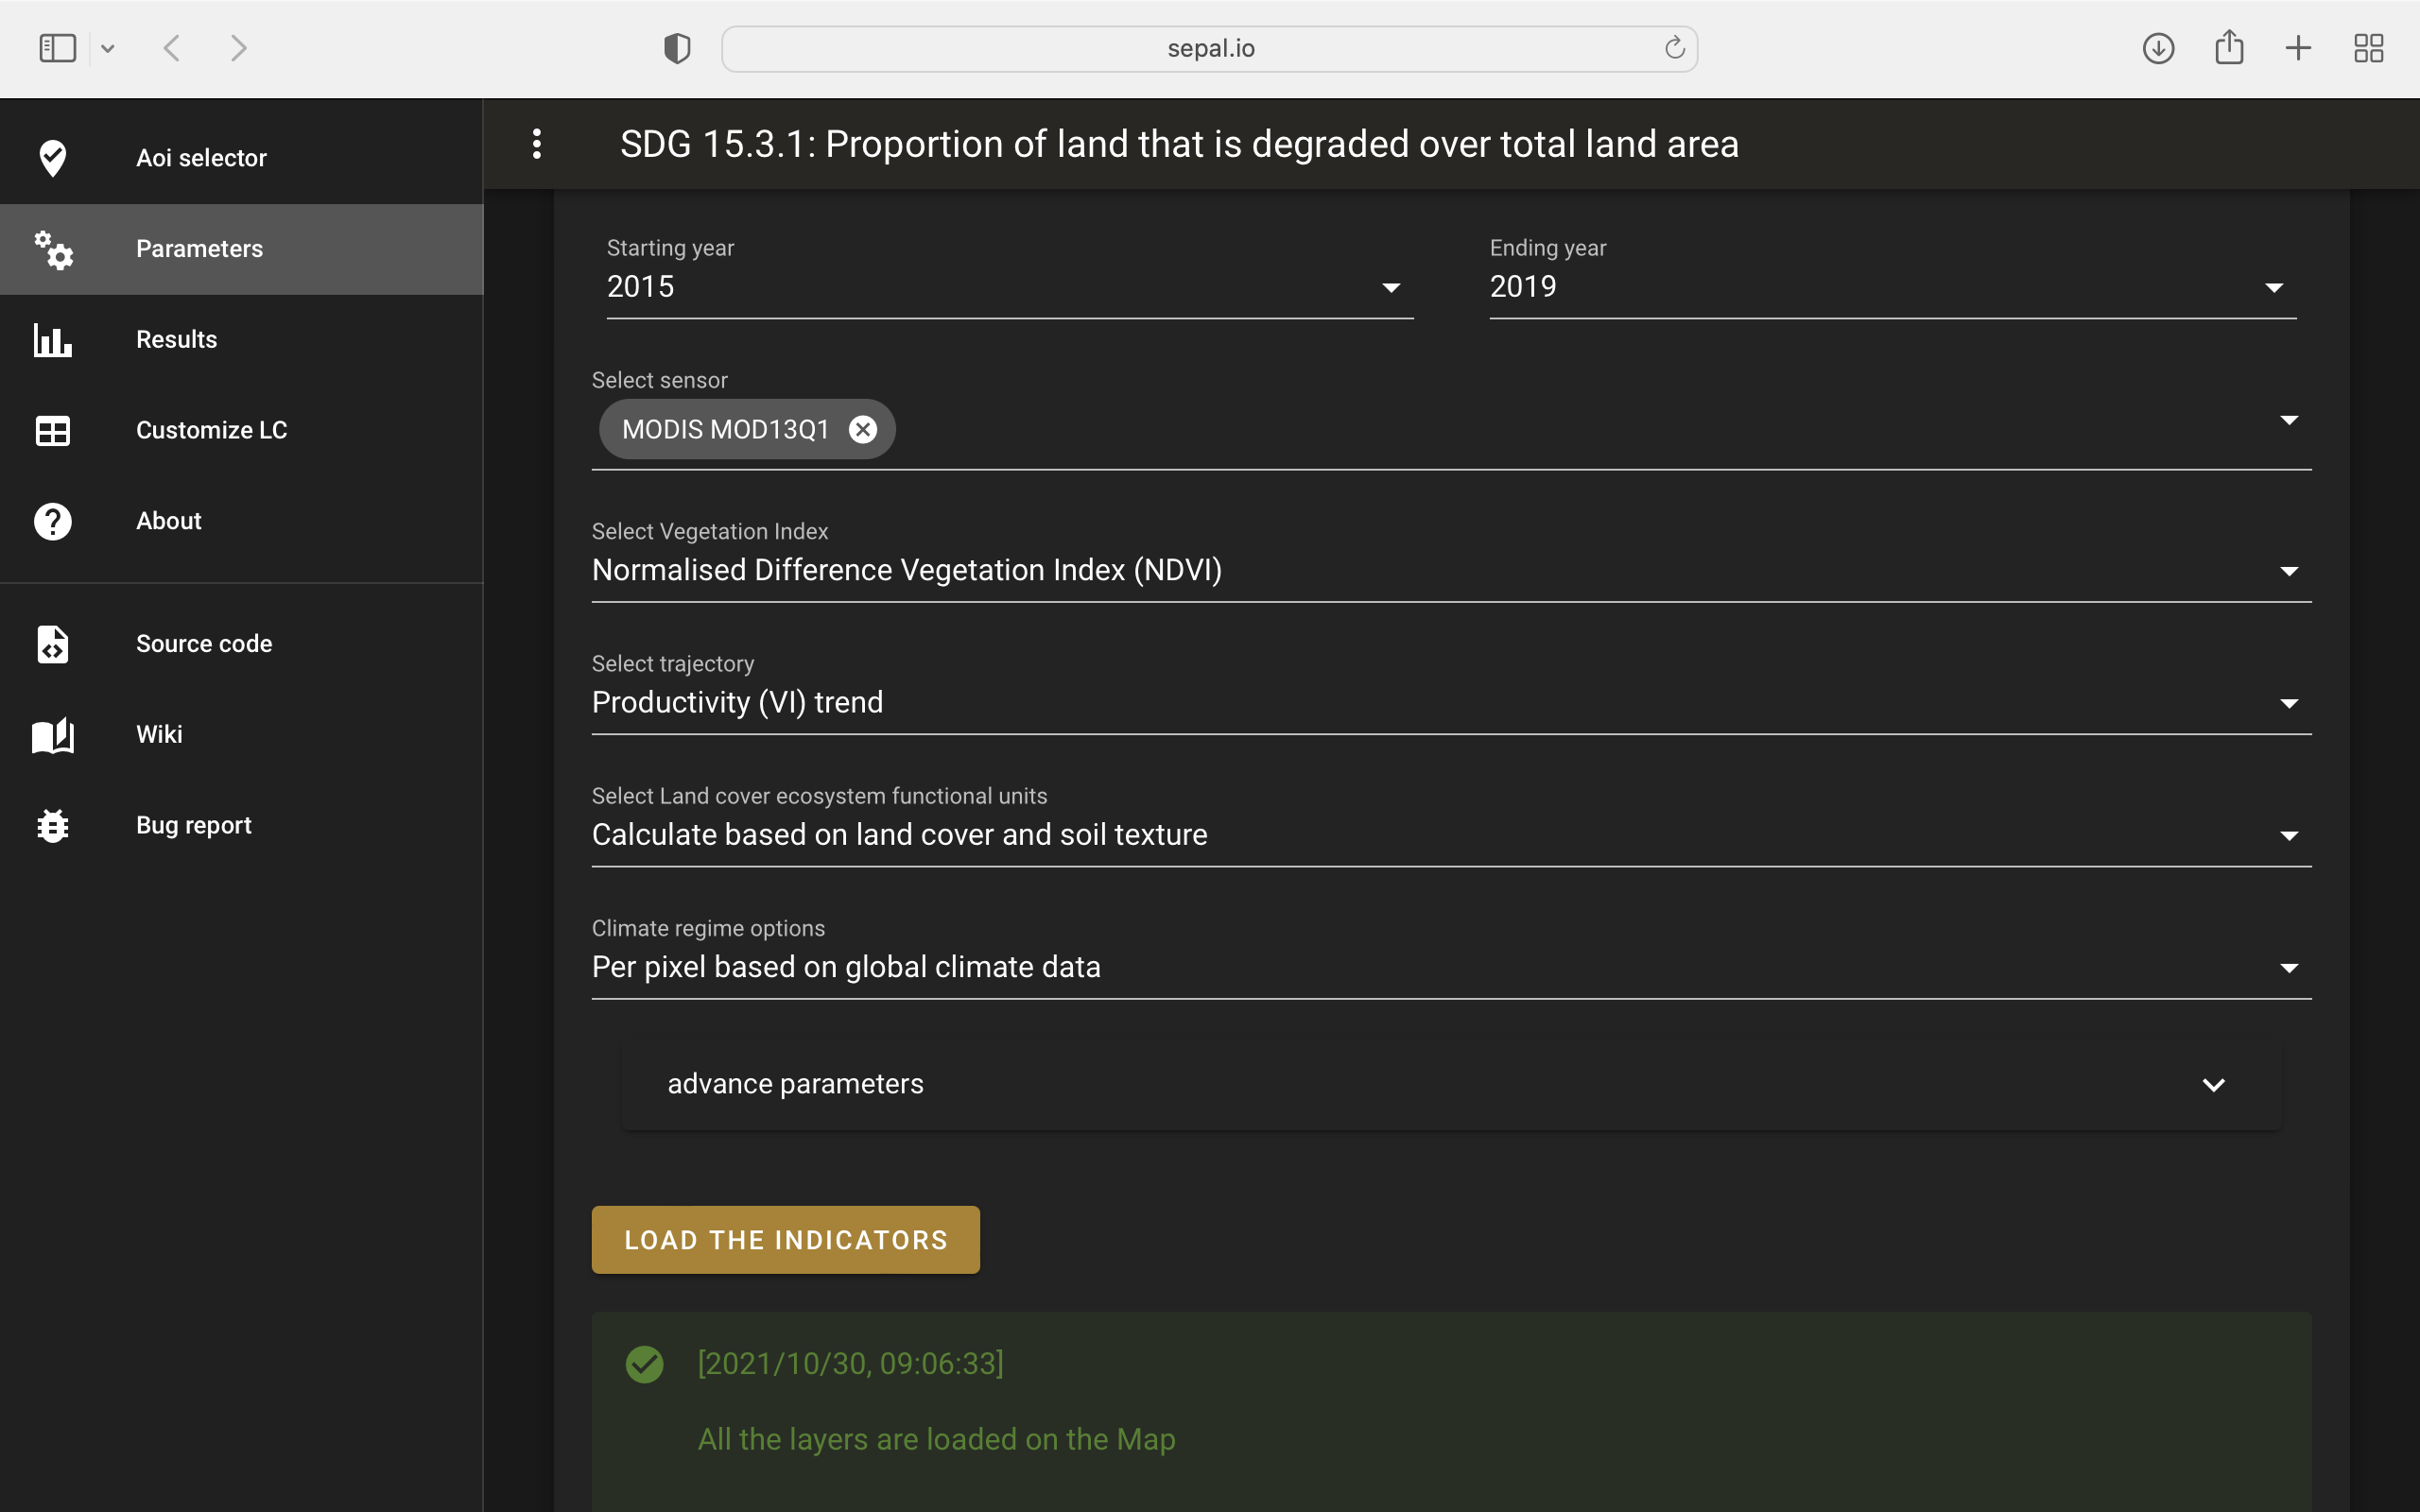 sepal.io
Aoi selector
Parameters
Results
Customize LC
About
Source code
Wiki
Bug report
SDG 15.3.1: Proportion of land that is degraded over total land area
Starting year
2015
Ending year
2019
Select sensor
MODIS MOD13Q1
Select Vegetation Index
Normalised Difference Vegetation Index (NDVI)
Select trajectory
Productivity (VI) trend
Select Land cover ecosystem functional units
Calculate based on land cover and soil texture
Climate regime options
Per pixel based on global climate data
advance parameters
LOAD THE INDICATORS
[2021/10/30, 09:06:33]
All the layers are loaded on the Map